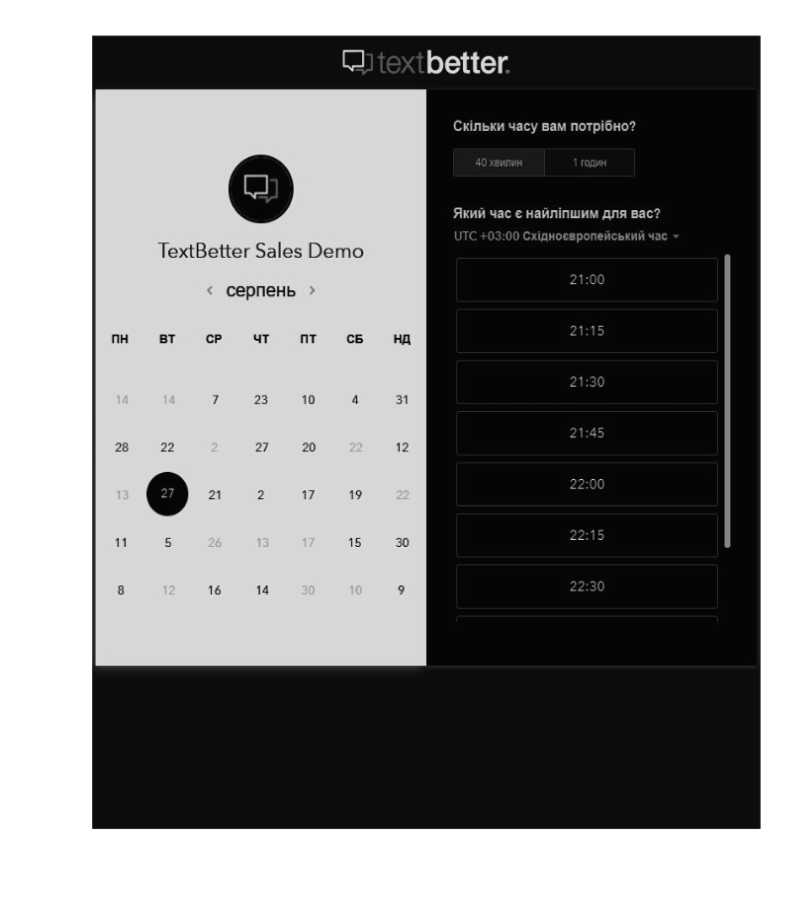 textbetter.
TextBetter Sales Demo
< серпень >
ПН ВТ СР ЧТ ПТ СБ НД
14 14 7 23 10 4 31
28 22 2 27 20 22 12
13 27 21 2 17 19 22
11 5 26 13 17 15 30
8 12 16 14 30 10 9
Скільки часу вам потрібно?
40 хвилин 1 годин
Який час є найліпшим для вас?
UTC +03:00 Східноєвропейський час
21:00
21:15
21:30
21:45
22:00
22:15
22:30